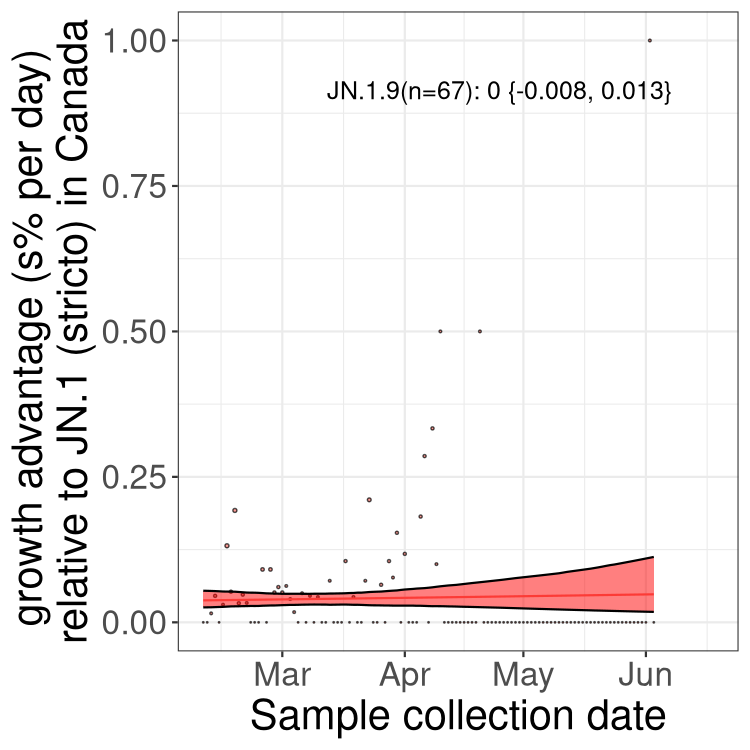 growth advantage (s% per day)
relative to JN.1 (stricto) in Canada
1.00
0.75
0.50
0.25
0.00
JN.1.9(n=67): 0 {-0.008, 0.013}
Mar Apr May Jun
Sample collection date